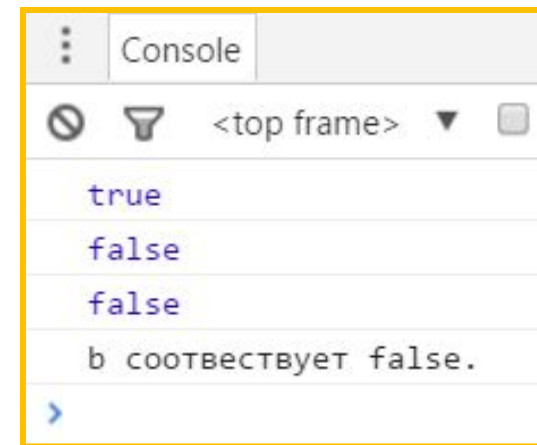 Console
<top frame> ▼
true
false
false
b соотвествует false.
>